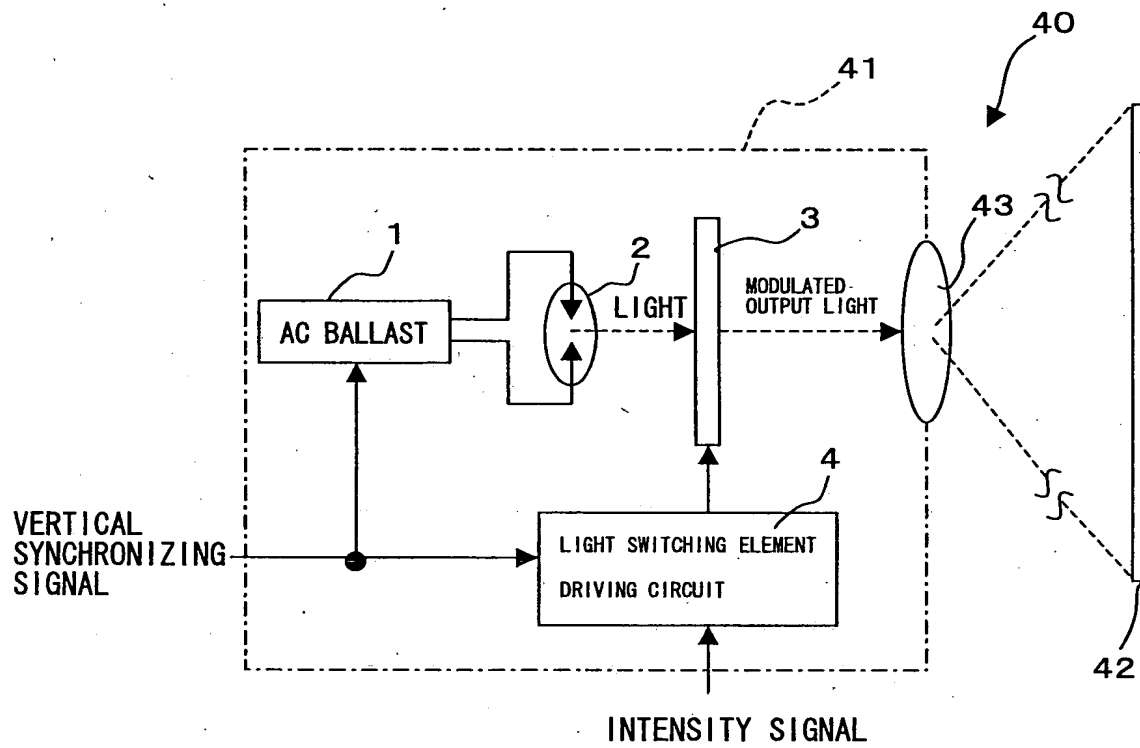 40
41
43
1
2
3
LIGHT
MODULATED-
OUTPUT LIGHT
AC BALLAST
4
VERTICAL
SYNCHRONIZING
SIGNAL
LIGHT SWITCHING ELEMENT
DRIVING CIRCUIT
42
INTENSITY SIGNAL